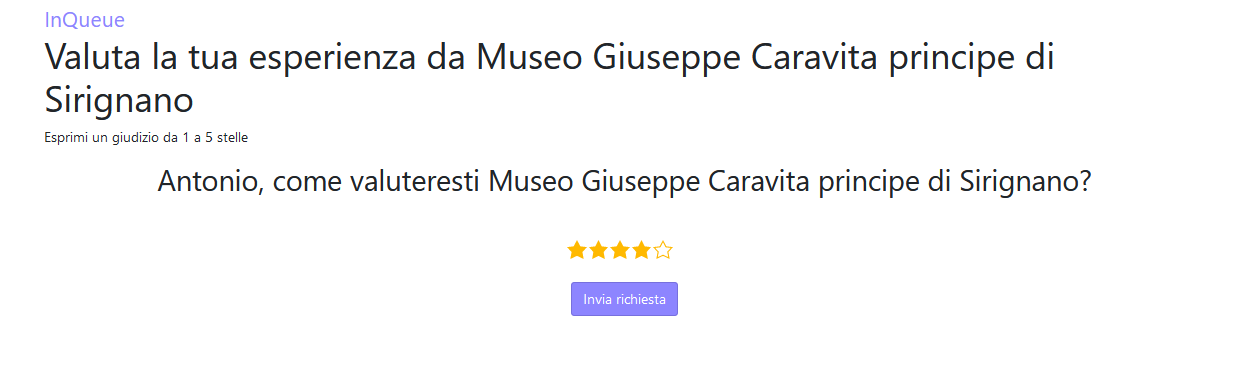 InQueue
Valuta la tua esperienza da Museo Giuseppe Caravita principe di
Sirignano
Esprimi un giudizio da 1 a 5 stelle
Antonio, come valuteresti Museo Giuseppe Caravita principe di Sirignano?
Invia richiesta